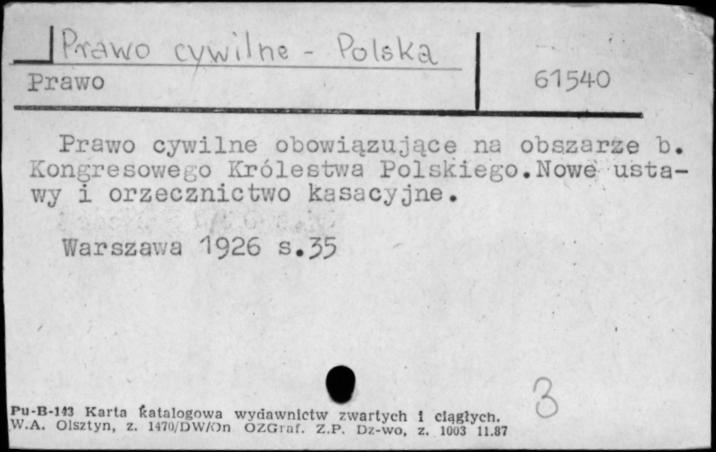 Prawo cywilne - Polska
Prawo 61540
Prawo cywilne obowiązujące na obszarze b.
Kongresowego Królestwa Polskiego.Nowe usta-
wy i orzecznictwo kasacyjne.
Warszawa 1926 s.35
3
Pu-B-143 Karta katalogowa wydawnictw zwartych i ciągłych.
W.A. Olsztyn, z. 1470/DW/On OZGraf. Z.P. Dz-wo, z. 1003 11.87